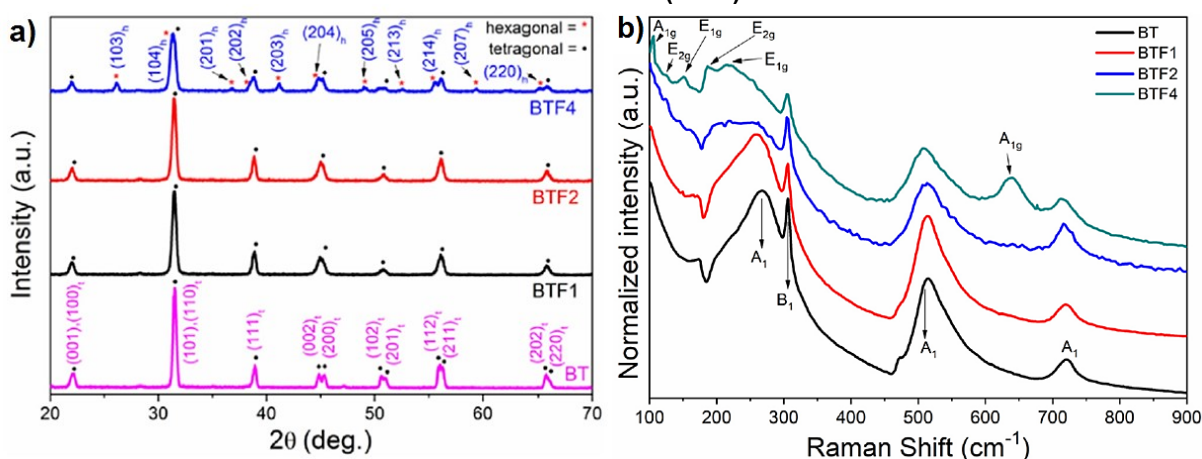 a)
hexagonal = *
tetragonal = •
(103)h
(104)h
(201)h
(202)h
(204)h
(203)h
(205)h
(213)h
(214)h
(207)h
(220)h
BTF4
BTF2
BTF1
(001),(100)t
(101),(110)t
(111)t
(002)t
(200)t
(102)t
(201)t
(112)t
(211)t
(202)t
(220)t
BT
Intensity (a.u.)
20 30 40 50 60 70
2θ (deg.)
b)
A1g
E2g
E1g
E2g
E1g
BT
BTF1
BTF2
BTF4
A1g
A1
B1
A1
A1
Normalized intensity (a.u.)
100 200 300 400 500 600 700 800 900
Raman Shift (cm-1)